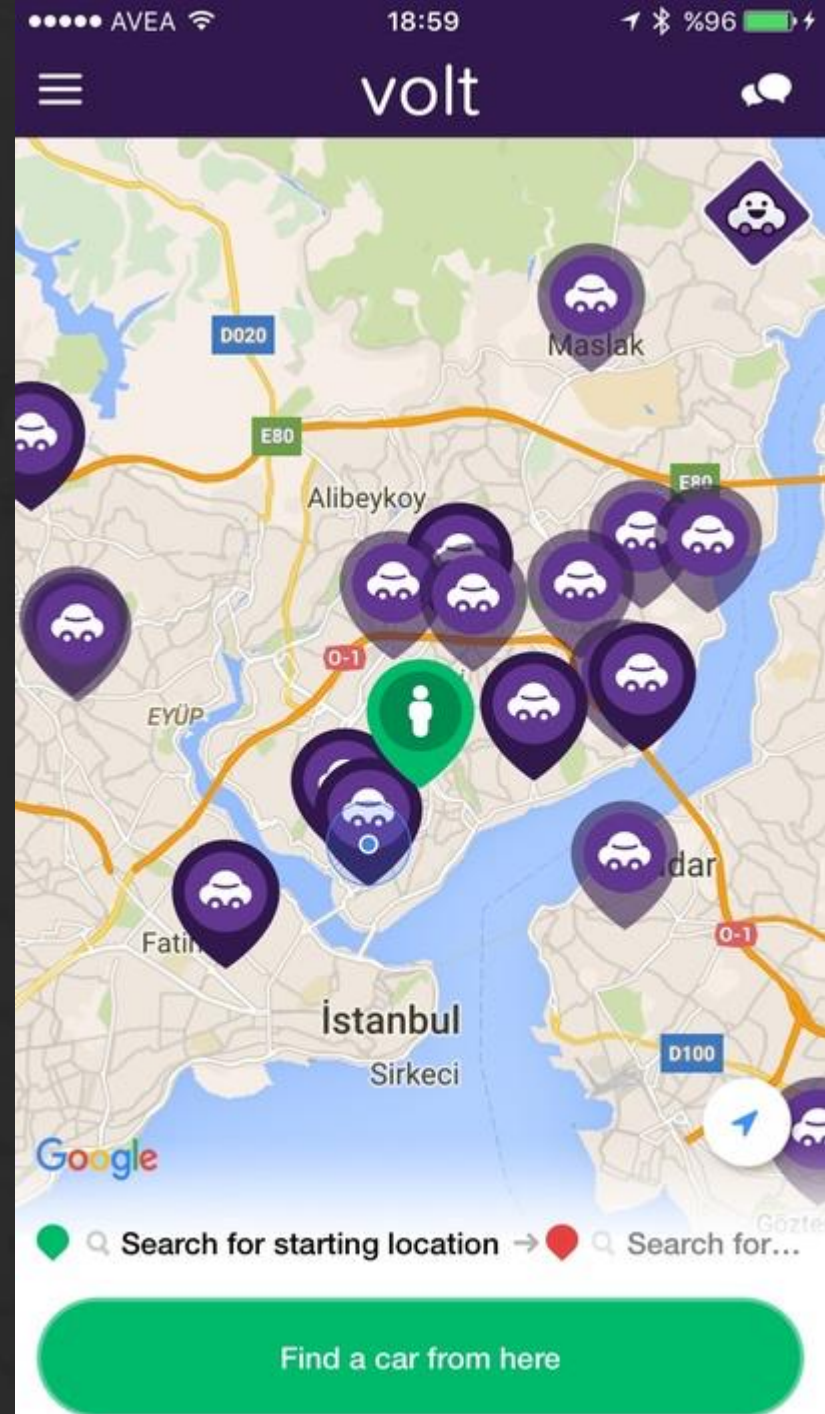 AVEA 18:59 %96
volt
D020
Maslak
E80
E80
Alibeykoy
O-1
EYÜP
dar
Fatih
O-1
İstanbul
D100
Sirkeci
Google
Search for starting location → Search for...
Find a car from here